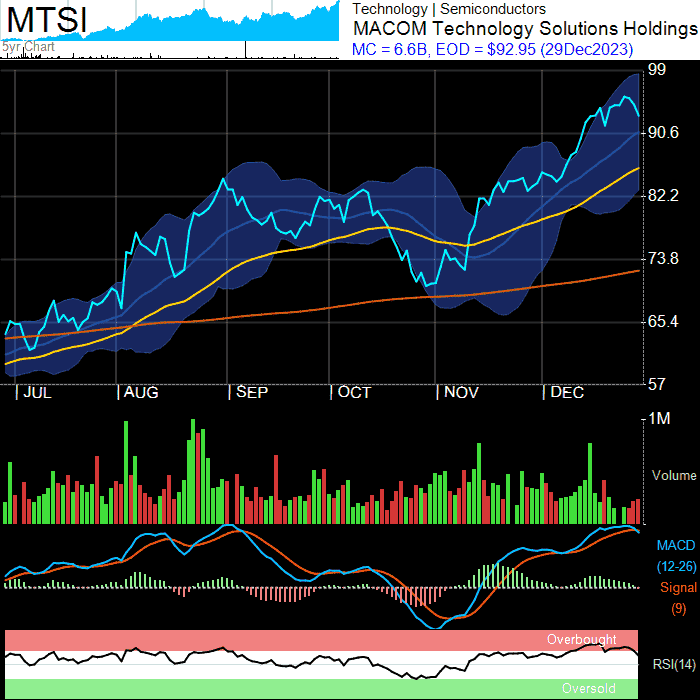 MTSI
5yr Chart
Technology | Semiconductors
MACOM Technology Solutions Holdings
MC = 6.6B, EOD = $92.95 (29Dec2023)
99
90.6
82.2
73.8
65.4
57
| JUL | AUG | SEP | OCT | NOV | DEC
1M
Volume
MACD
(12-26)
Signal
(9)
Overbought
RSI(14)
Oversold